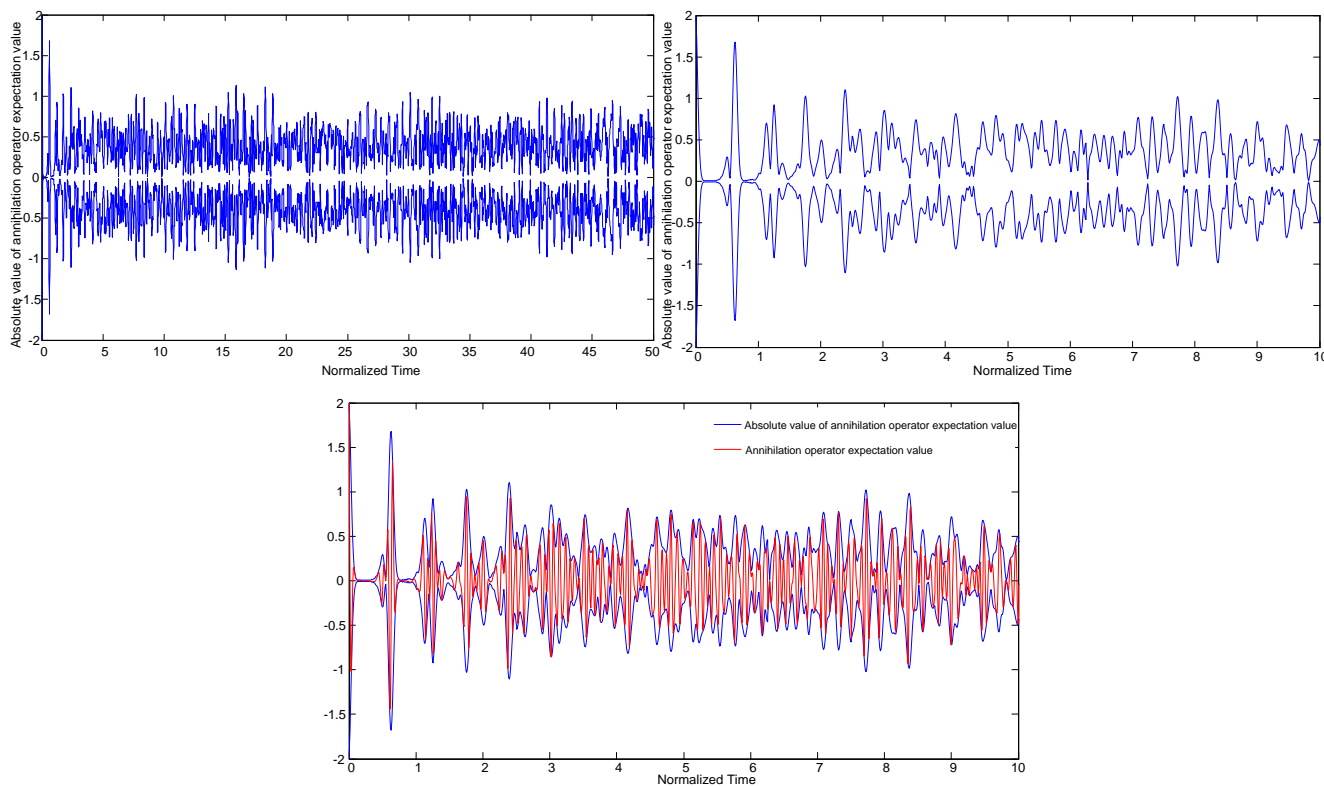 Absolute value of annihilation operator expectation value
2
1.5
1
0.5
0
-0.5
-1
-1.5
-2
0 5 10 15 20 25 30 35 40 45 50
Normalized Time
Absolute value of annihilation operator expectation value
2
1.5
1
0.5
0
-0.5
-1
-1.5
-2
0 1 2 3 4 5 6 7 8 9 10
Normalized Time
Absolute value of annihilation operator expectation value
Annihilation operator expectation value
2
1.5
1
0.5
0
-0.5
-1
-1.5
-2
0 1 2 3 4 5 6 7 8 9 10
Normalized Time